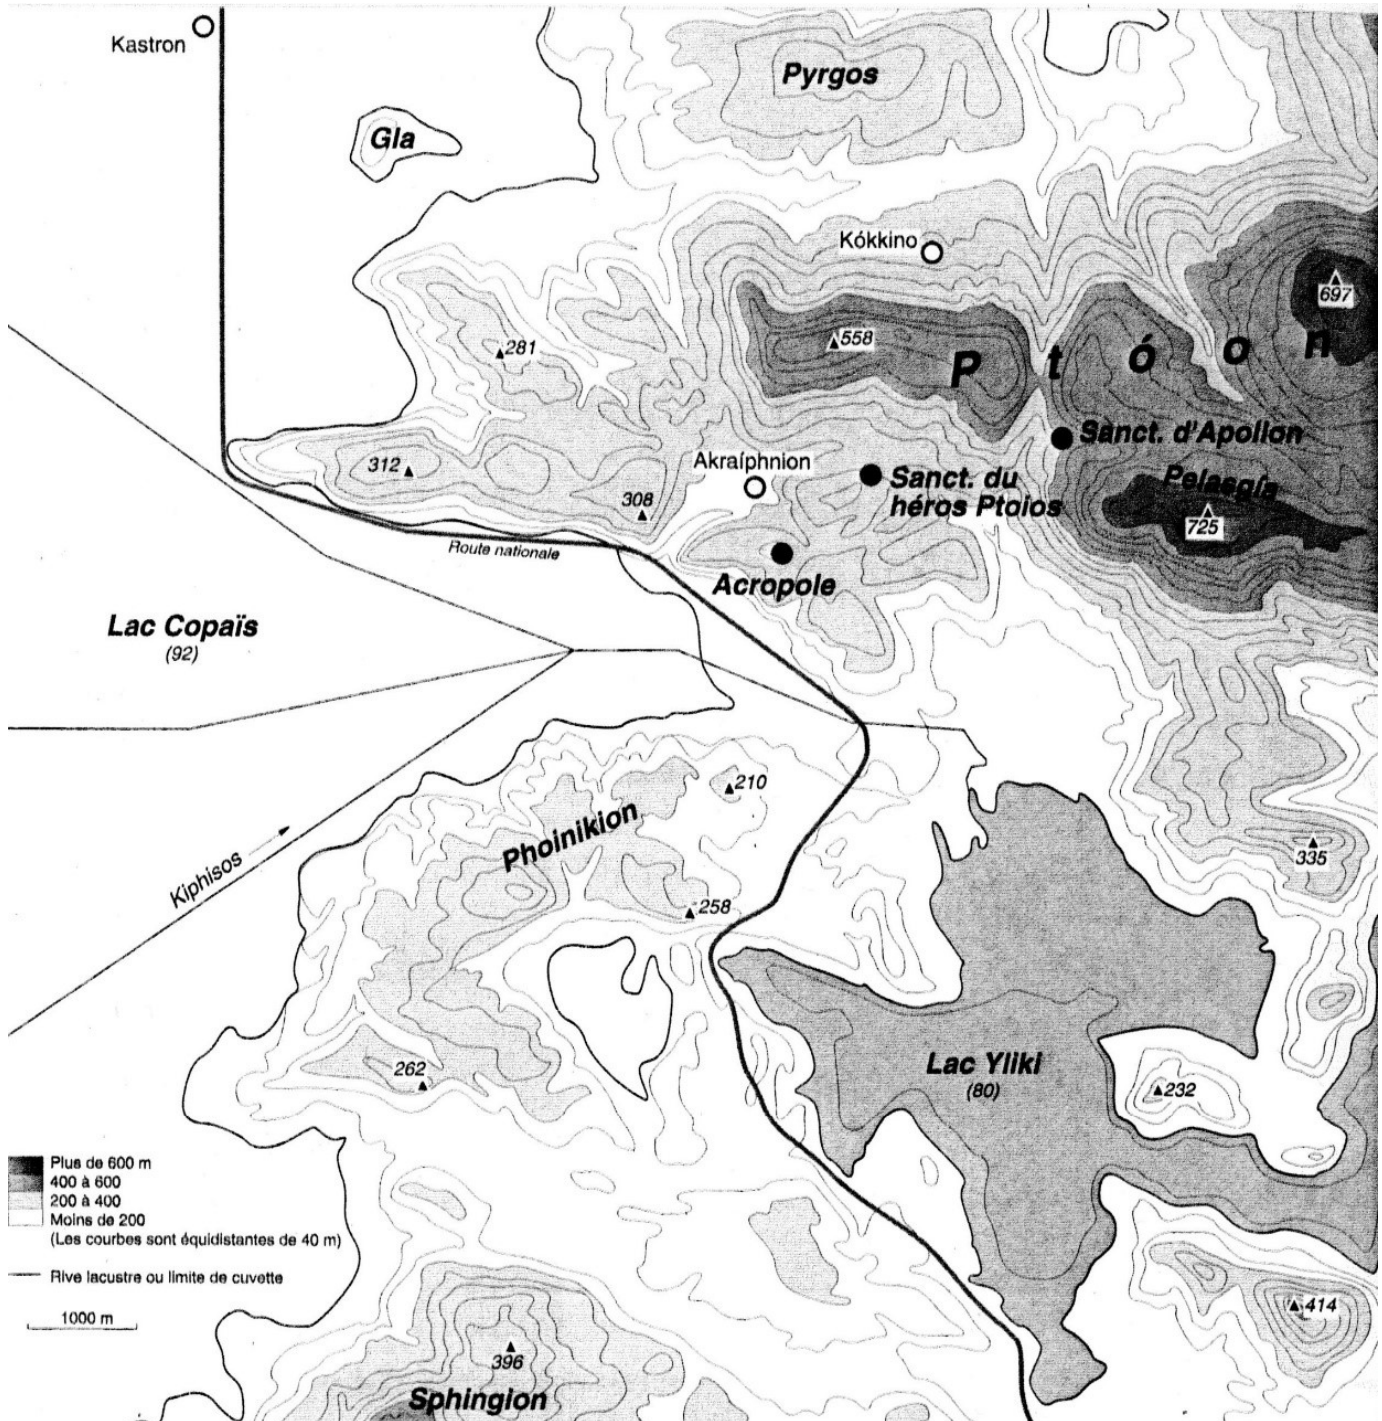 Kastron
Pyrgos
Gla
Kókkino
697
558
281
Ptóon
Sanct. d'Apollon
312
Akraíphnion
Sanct. du
héros Ptoios
Pelasgía
308
725
Route nationale
Acropole
Lac Copaïs
(92)
210
Phoinikion
335
Kiphisos
258
Lac Yliki
(80)
262
232
Plus de 600 m
400 à 600
200 à 400
Moins de 200
(Les courbes sont équidistantes de 40 m)
Rive lacustre ou limite de cuvette
1000 m
414
396
Sphingion